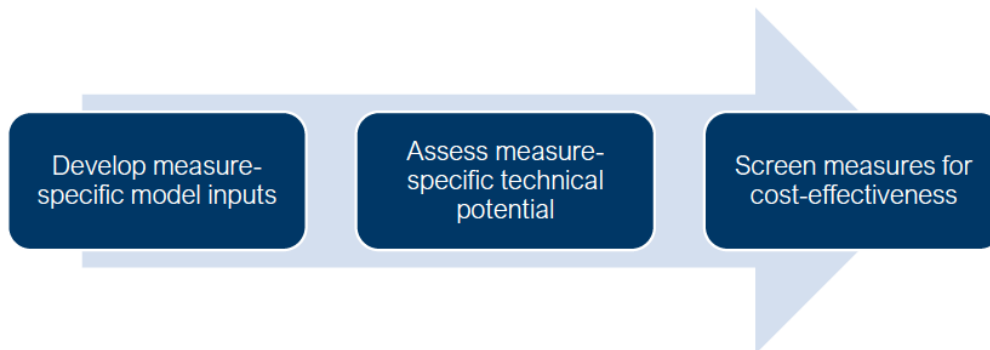 Develop measure-
specific model inputs
Assess measure-
specific technical
potential
Screen measures for
cost-effectiveness